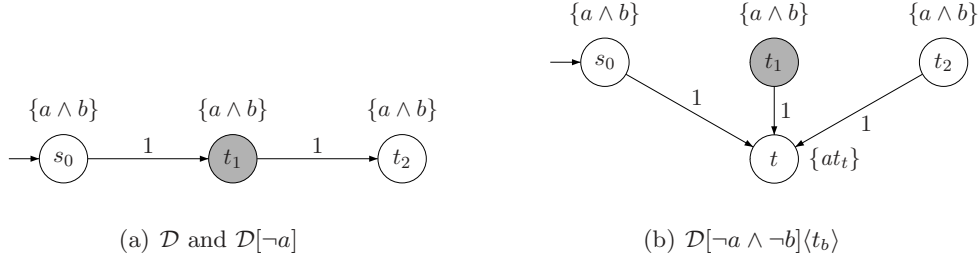 {a ∧ b} {a ∧ b} {a ∧ b}
s₀ 1 t₁ 1 t₂
(a) 𝒟 and 𝒟[¬a]
{a ∧ b} {a ∧ b} {a ∧ b}
s₀ t₁ t₂
1 1 1
t {at_t}
(b) 𝒟[¬a ∧ ¬b]⟨t_b⟩